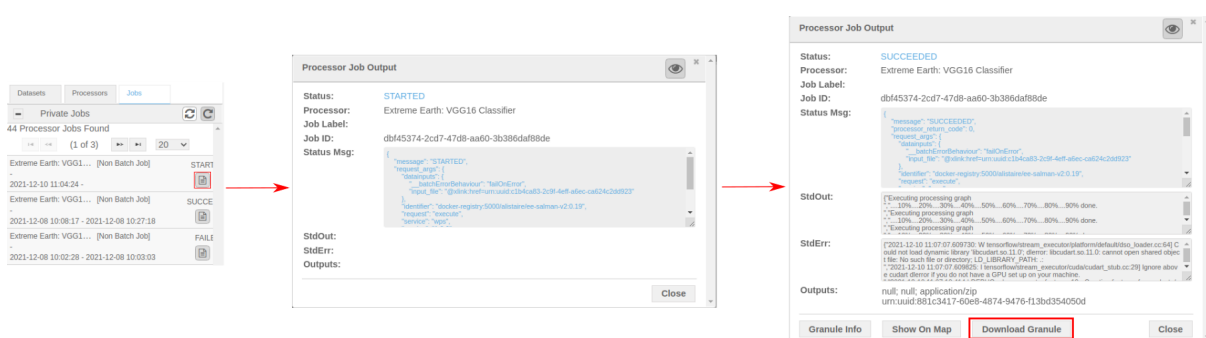 Datasets Processors Jobs
Private Jobs
44 Processor Jobs Found
(1 of 3) 20
Extreme Earth: VGG1... [Non Batch Job] START
-
2021-12-10 11:04:24 -
Extreme Earth: VGG1... [Non Batch Job] SUCCE
-
2021-12-08 10:08:17 - 2021-12-08 10:27:18
Extreme Earth: VGG1... [Non Batch Job] FAILE
-
2021-12-08 10:02:28 - 2021-12-08 10:03:03
Processor Job Output
Status: STARTED
Processor: Extreme Earth: VGG16 Classifier
Job Label:
Job ID: dbf45374-2cd7-47d8-aa60-3b386daf88de
Status Msg: {
"message": "STARTED",
"request_args": {
"datainputs": {
"__batchErrorBehaviour": "failOnError",
"input_file": "@xlink:href=urn:uuid:c1b4ca83-2c9f-4eff-a6ec-ca624c2dd923"
},
"identifier": "docker-registry:5000/alistaire/ee-salman-v2:0.19",
"request": "execute",
"service": "wps",
StdOut:
StdErr:
Outputs:
Close
Processor Job Output
Status: SUCCEEDED
Processor: Extreme Earth: VGG16 Classifier
Job Label:
Job ID: dbf45374-2cd7-47d8-aa60-3b386daf88de
Status Msg: {
"message": "SUCCEEDED",
"processor_return_code": 0,
"request_args": {
"datainputs": {
"__batchErrorBehaviour": "failOnError",
"input_file": "@xlink:href=urn:uuid:c1b4ca83-2c9f-4eff-a6ec-ca624c2dd923"
},
"identifier": "docker-registry:5000/alistaire/ee-salman-v2:0.19",
"request": "execute",
StdOut: ["Executing processing graph
","....10%....20%....30%....40%....50%....60%....70%....80%....90% done.
","Executing processing graph
","....10%....20%....30%....40%....50%....60%....70%....80%....90% done.
","Executing processing graph
StdErr: ["2021-12-10 11:07:07.609730: W tensorflow/stream_executor/platform/default/dso_loader.cc:64] C
ould not load dynamic library 'libcudart.so.11.0'; dlerror: libcudart.so.11.0: cannot open shared objec
t file: No such file or directory; LD_LIBRARY_PATH: .:
","2021-12-10 11:07:07.609825: I tensorflow/stream_executor/cuda/cudart_stub.cc:29] Ignore abov
e cudart dlerror if you do not have a GPU set up on your machine.
Outputs: null; null; application/zip
urn:uuid:881c3417-60e8-4874-9476-f13bd354050d
Granule Info Show On Map Download Granule Close